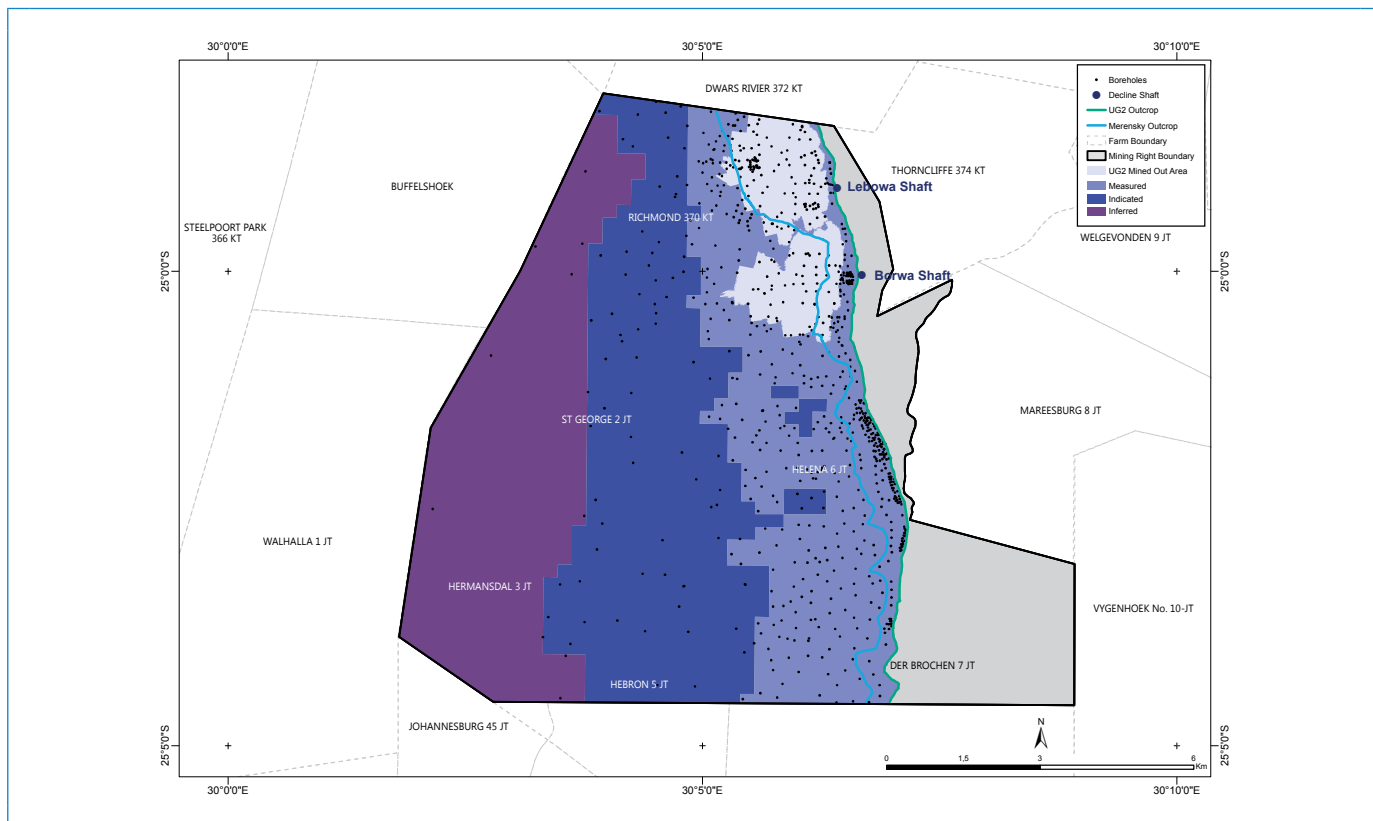 30°0'0"E
30°5'0"E
30°10'0"E
DWARS RIVIER 372 KT
Boreholes
Decline Shaft
UG2 Outcrop
Merensky Outcrop
Farm Boundary
Mining Right Boundary
UG2 Mined Out Area
Measured
Indicated
Inferred
THORNCLIFFE 374 KT
BUFFELSHOEK
Lebowa Shaft
RICHMOND 370 KT
STEELPOORT PARK
366 KT
WELGEVONDEN 9 JT
25°0'0"S
Borwa Shaft
25°0'0"S
ST GEORGE 2 JT
MAREESBURG 8 JT
HELENA 6 JT
WALHALLA 1 JT
HERMANSDAL 3 JT
VYGENHOEK No. 10-JT
DER BROCHEN 7 JT
HEBRON 5 JT
JOHANNESBURG 45 JT
N
25°5'0"S
25°5'0"S
0
1,5
3
6
Km
30°0'0"E
30°5'0"E
30°10'0"E